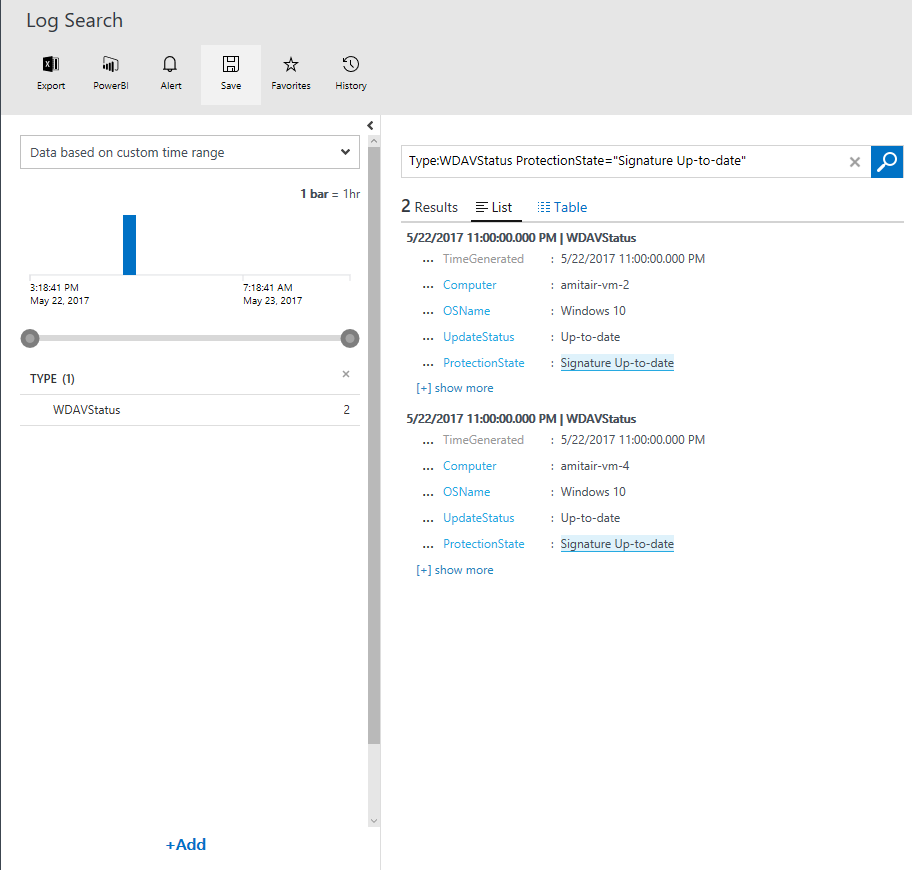 Log Search
Export PowerBI Alert Save Favorites History
Data based on custom time range
1 bar = 1hr
3:18:41 PM
May 22, 2017
7:18:41 AM
May 23, 2017
TYPE (1)
WDAVStatus 2
+Add
Type:WDAVStatus ProtectionState="Signature Up-to-date"
2 Results List Table
5/22/2017 11:00:00.000 PM | WDAVStatus
... TimeGenerated : 5/22/2017 11:00:00.000 PM
... Computer : amitair-vm-2
... OSName : Windows 10
... UpdateStatus : Up-to-date
... ProtectionState : Signature Up-to-date
[+] show more
5/22/2017 11:00:00.000 PM | WDAVStatus
... TimeGenerated : 5/22/2017 11:00:00.000 PM
... Computer : amitair-vm-4
... OSName : Windows 10
... UpdateStatus : Up-to-date
... ProtectionState : Signature Up-to-date
[+] show more